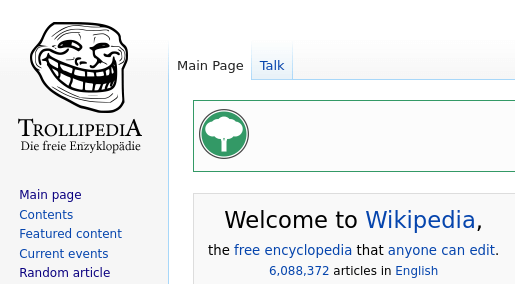 TROLLIPEDIA
Die freie Enzyklopädie
Main page
Contents
Featured content
Current events
Random article
Main Page
Talk
Welcome to Wikipedia,
the free encyclopedia that anyone can edit.
6,088,372 articles in English